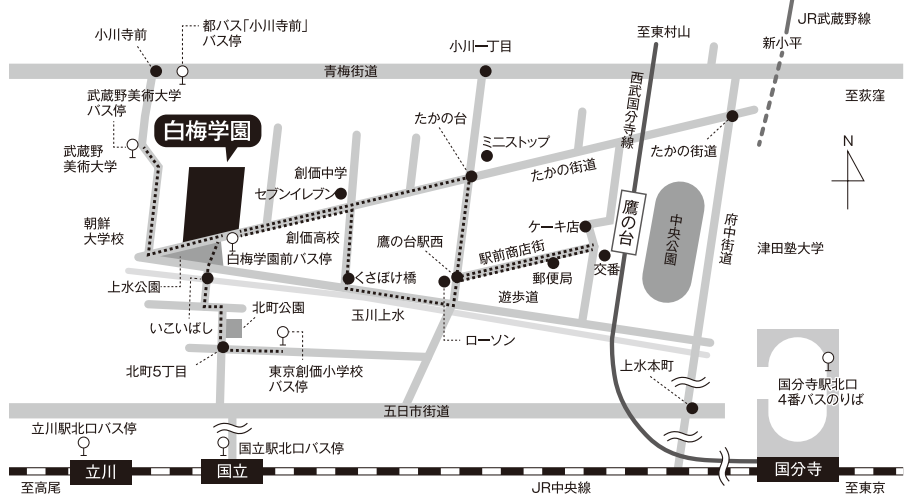 JR武蔵野線
都バス「小川寺前」
バス停
小川寺前
小川一丁目
至東村山
新小平
青梅街道
西武国分寺線
至荻窪
武蔵野美術大学
バス停
白梅学園
たかの台
ミニストップ
たかの街道
たかの街道
N
武蔵野
美術大学
創価中学
セブンイレブン
朝鮮
大学校
創価高校
鷹の台駅西
ケーキ店
鷹の台
中央公園
府中街道
津田塾大学
白梅学園前バス停
駅前商店街
郵便局
交番
上水公園
くさぼけ橋
遊歩道
いこいばし
北町公園
玉川上水
ローソン
北町5丁目
東京創価小学校
バス停
上水本町
国分寺駅北口
4番バスのりば
五日市街道
立川駅北口バス停
国立駅北口バス停
立川
国立
国分寺
至高尾
JR中央線
至東京